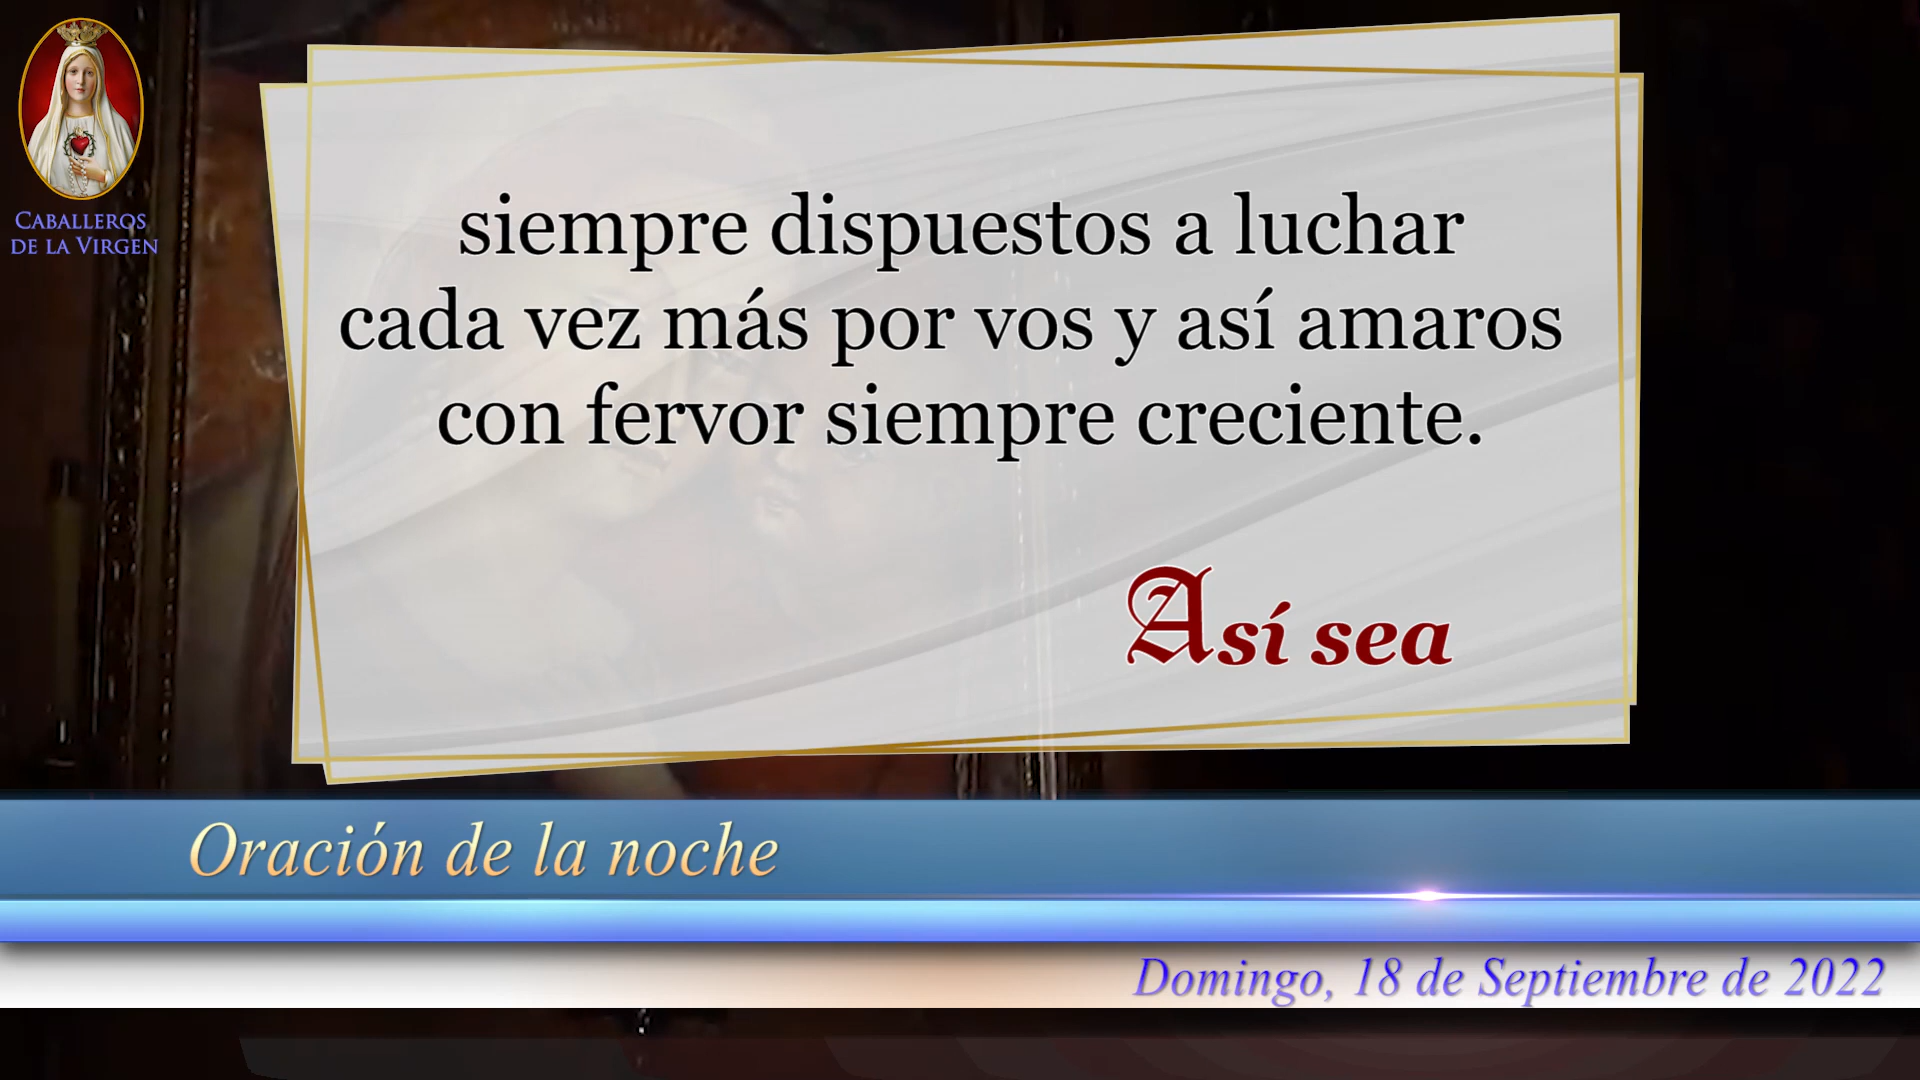 CABALLEROS
DE LA VIRGEN
siempre dispuestos a luchar
cada vez más por vos y así amaros
con fervor siempre creciente.
Así sea
Oración de la noche
Domingo, 18 de Septiembre de 2022